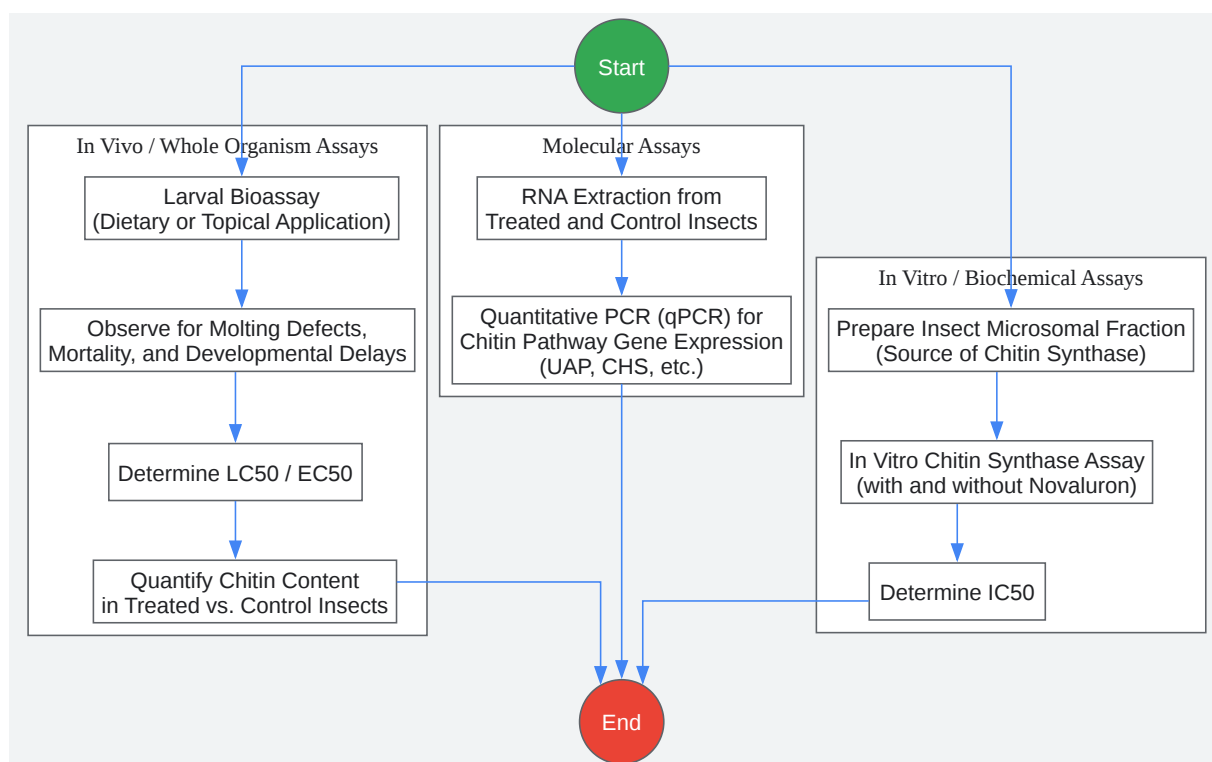 Start
In Vivo / Whole Organism Assays
Larval Bioassay
(Dietary or Topical Application)
Observe for Molting Defects,
Mortality, and Developmental Delays
Determine LC50 / EC50
Quantify Chitin Content
in Treated vs. Control Insects
Molecular Assays
RNA Extraction from
Treated and Control Insects
Quantitative PCR (qPCR) for
Chitin Pathway Gene Expression
(UAP, CHS, etc.)
In Vitro / Biochemical Assays
Prepare Insect Microsomal Fraction
(Source of Chitin Synthase)
In Vitro Chitin Synthase Assay
(with and without Novaluron)
Determine IC50
End